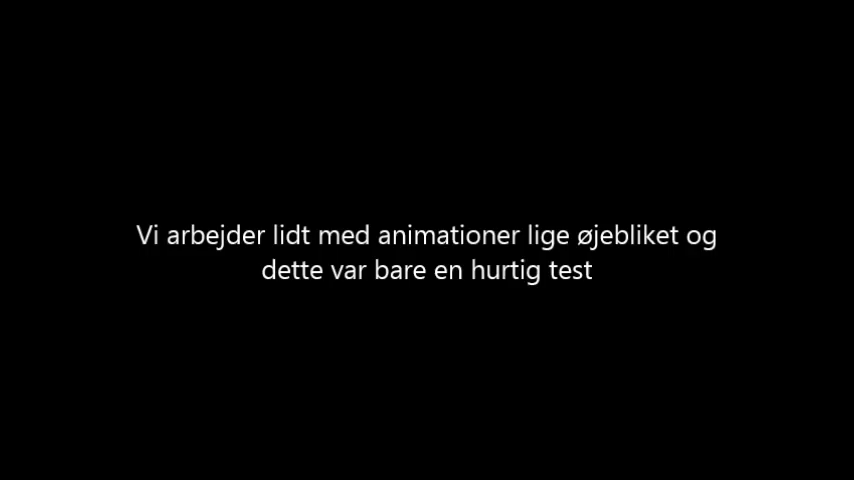 Vi arbejder lidt med animationer lige øjebliket og
dette var bare en hurtig test